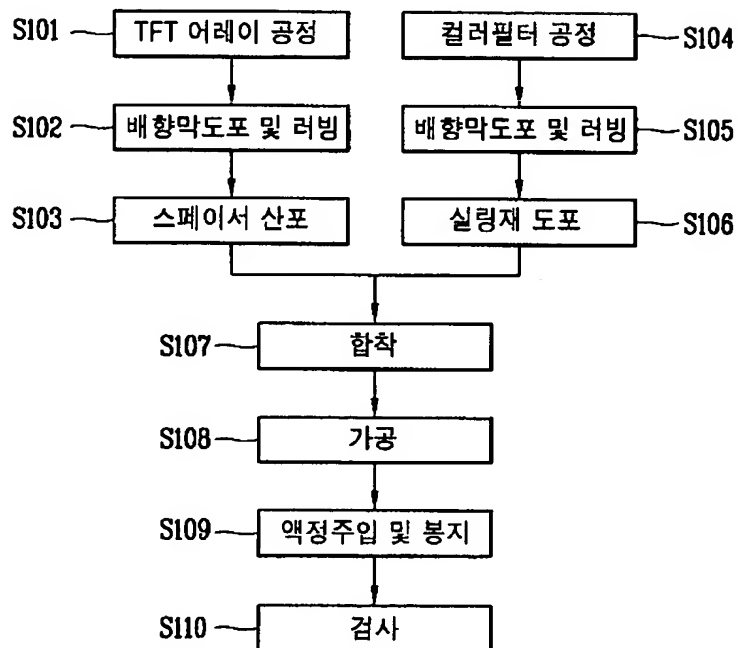 S101 TFT 어레이 공정
컬러필터 공정 S104
S102 배향막도포 및 러빙
배향막도포 및 러빙 S105
S103 스페이서 산포
실링재 도포 S106
S107 합착
S108 가공
S109 액정주입 및 봉지
S110 검사